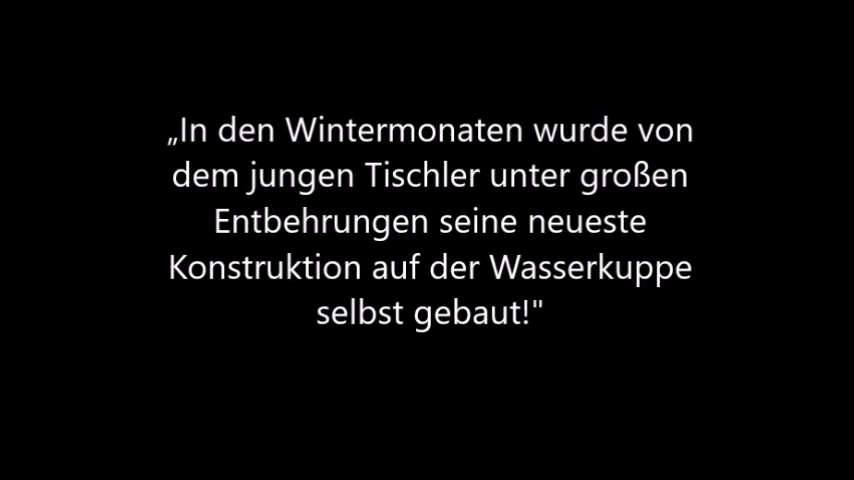 „In den Wintermonaten wurde von
dem jungen Tischler unter großen
Entbehrungen seine neueste
Konstruktion auf der Wasserkuppe
selbst gebaut!"